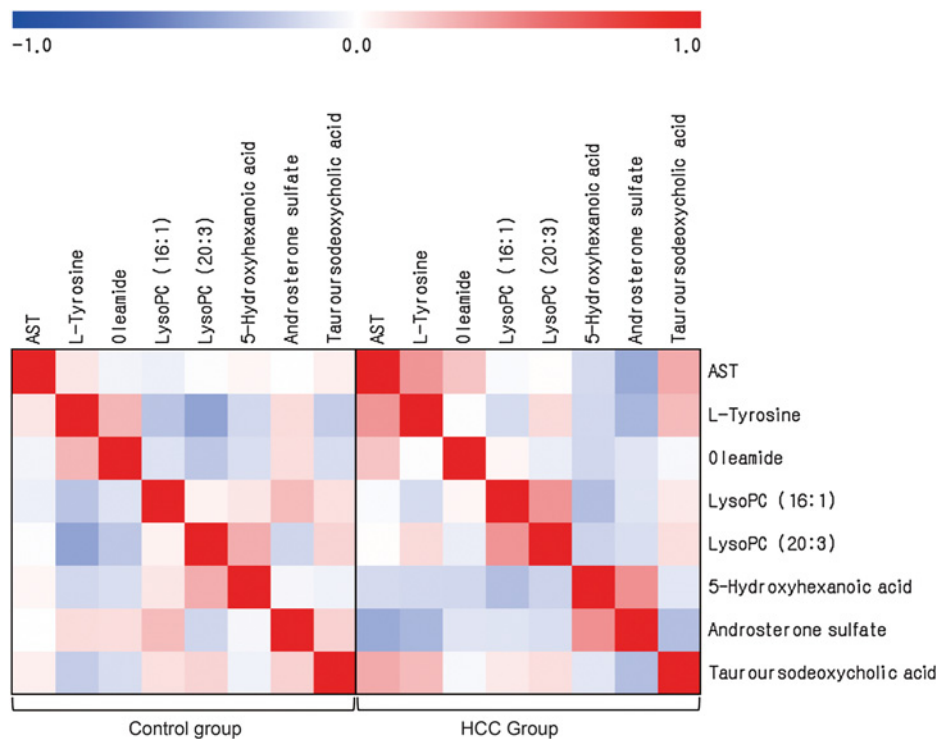 -1.0 0.0 1.0
AST
L-Tyrosine
Oleamide
LysoPC (16:1)
LysoPC (20:3)
5-Hydroxyhexanoic acid
Androsterone sulfate
Tauroursodeoxycholic acid
AST
L-Tyrosine
Oleamide
LysoPC (16:1)
LysoPC (20:3)
5-Hydroxyhexanoic acid
Androsterone sulfate
Tauroursodeoxycholic acid
AST
L-Tyrosine
Oleamide
LysoPC (16:1)
LysoPC (20:3)
5-Hydroxyhexanoic acid
Androsterone sulfate
Tauroursodeoxycholic acid
Control group
HCC Group